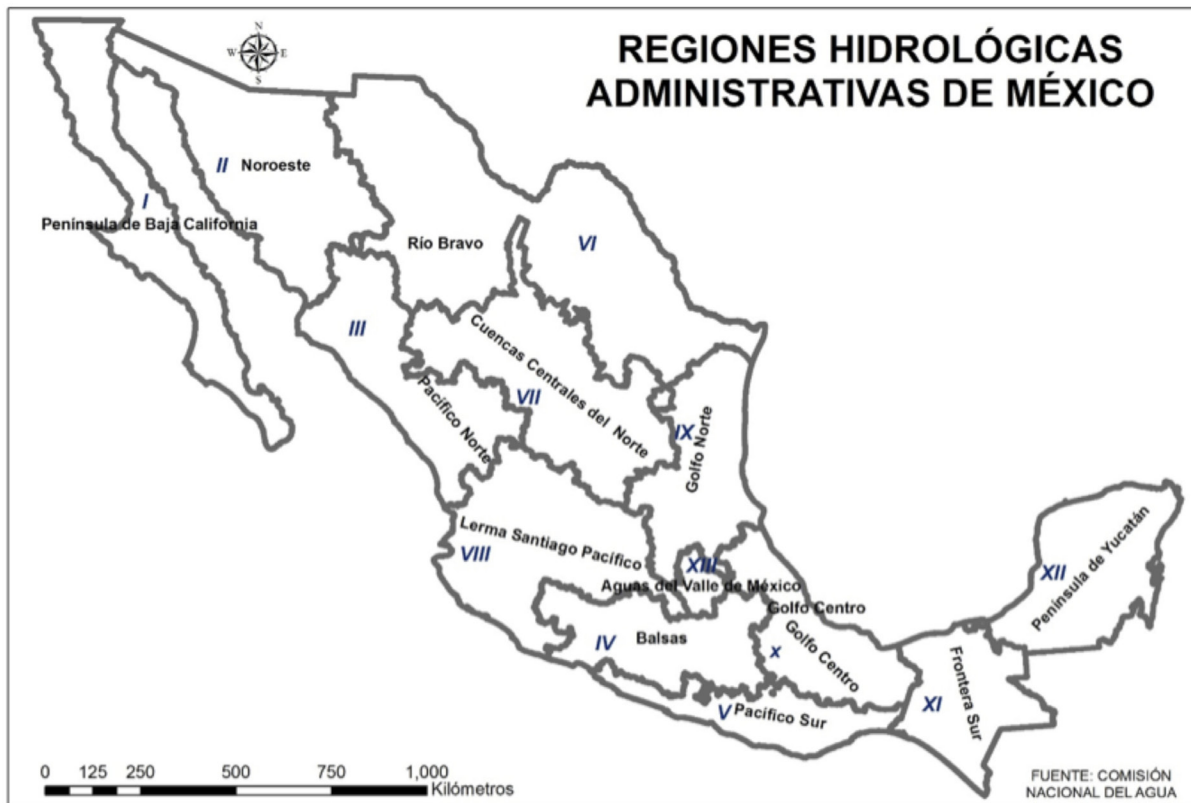 REGIONES HIDROLÓGICAS
ADMINISTRATIVAS DE MÉXICO
N
W
E
S
II
Noroeste
I
Península de Baja California
Río Bravo
VI
III
Cuencas Centrales del Norte
VII
Pacífico Norte
IX
Golfo Norte
Lerma Santiago Pacífico
VIII
XIII
Aguas del Valle de México
Golfo Centro
XII
Península de Yucatán
IV
Balsas
x
Golfo Centro
V
Pacífico Sur
XI
Frontera Sur
0 125 250 500 750 1,000
Kilómetros
FUENTE: COMISIÓN
NACIONAL DEL AGUA